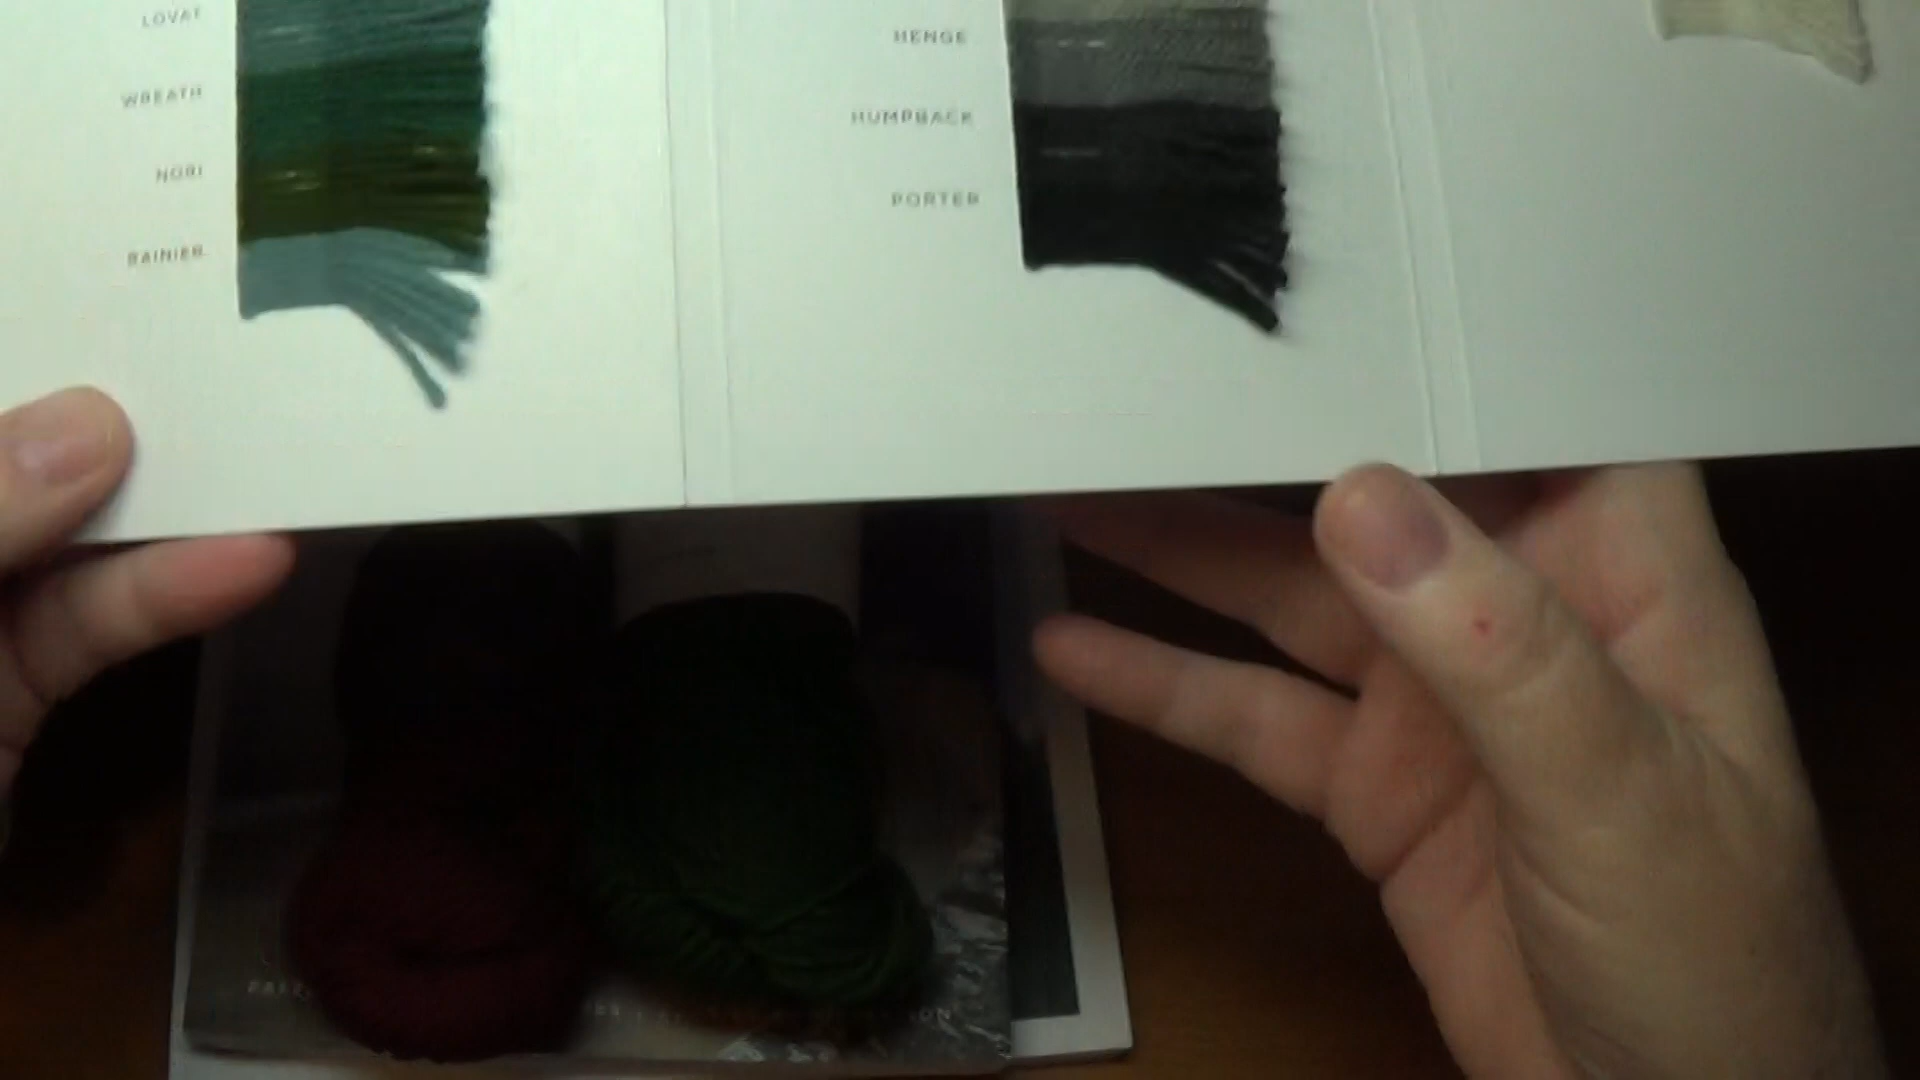 LOVAT
WREATH
NORI
RAINIER
HENGE
HUMPBACK
PORTER